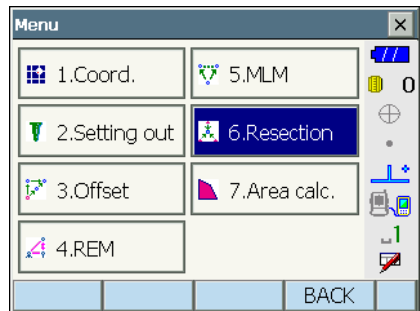 Menu
1.Coord.
2.Setting out
3.Offset
4.REM
5.MLM
6.Resection
7.Area calc.
0
1
BACK